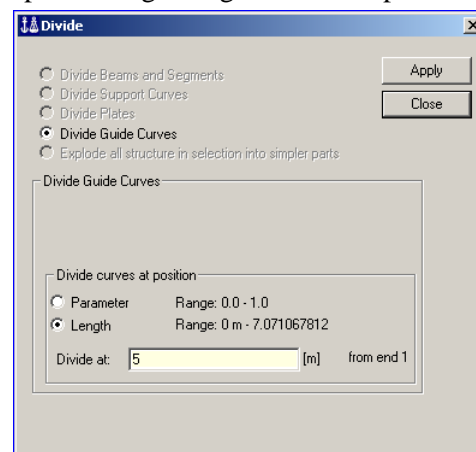 Divide
Divide Beams and Segments
Apply
Divide Support Curves
Divide Plates
Close
Divide Guide Curves
Explode all structure in selection into simpler parts
Divide Guide Curves
Divide curves at position
Parameter Range: 0.0 - 1.0
Length Range: 0 m - 7.071067812
Divide at: 5 [m] from end 1